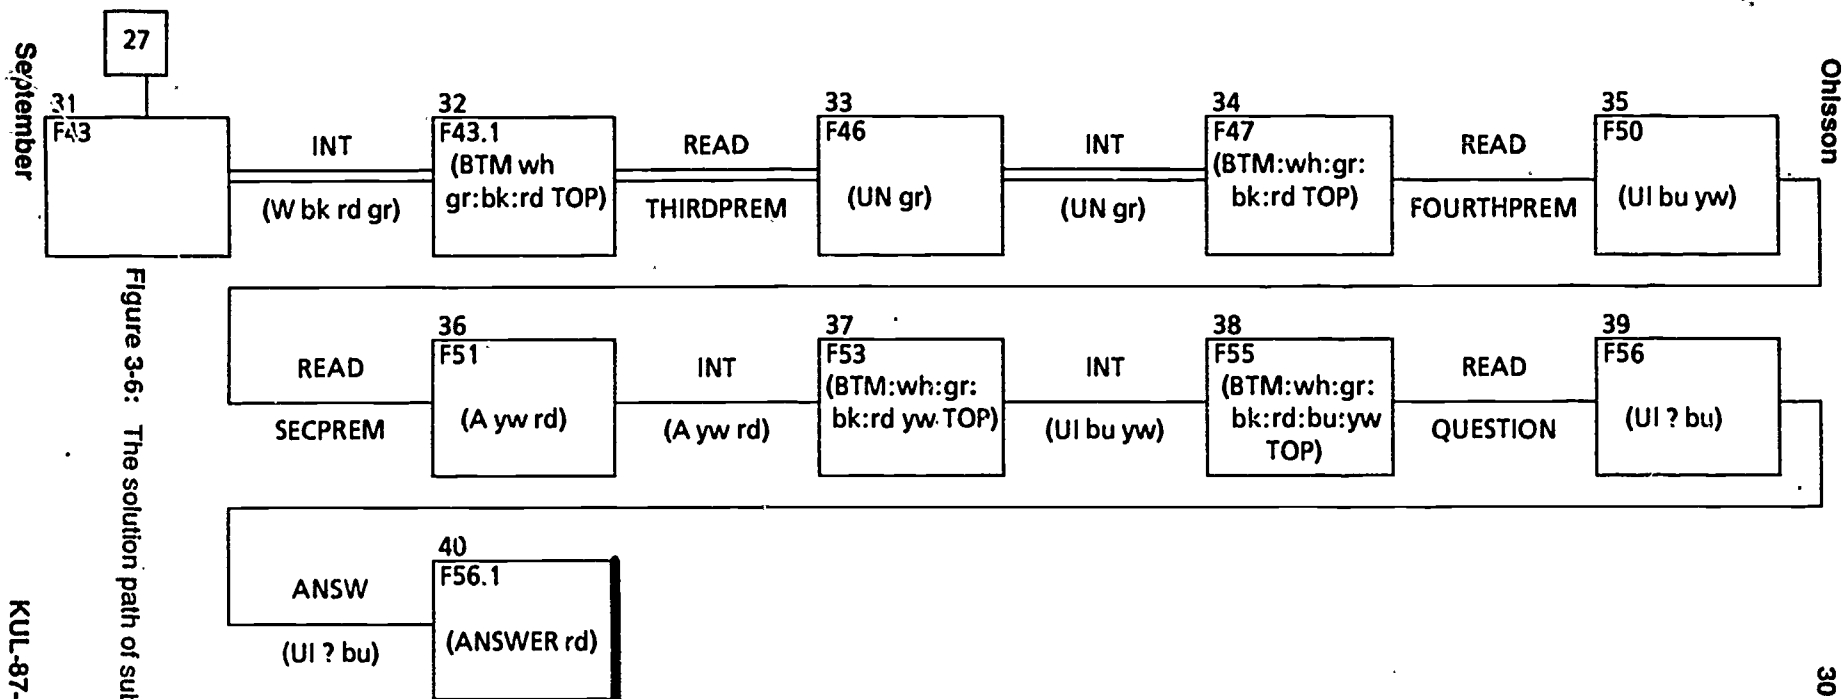 27
September
Ohlsson
31
F43
INT
(W bk rd gr)
32
F43.1
(BTM wh
gr:bk:rd TOP)
READ
THIRDPREM
33
F46
(UN gr)
INT
(UN gr)
34
F47
(BTM:wh:gr:
bk:rd TOP)
READ
FOURTHPREM
35
F50
(UI bu yw)
READ
SECPREM
36
F51
(A yw rd)
INT
(A yw rd)
37
F53
(BTM:wh:gr:
bk:rd yw TOP)
INT
(UI bu yw)
38
F55
(BTM:wh:gr:
bk:rd:bu:yw
TOP)
READ
QUESTION
39
F56
(UI ? bu)
ANSW
(UI ? bu)
40
F56.1
(ANSWER rd)
Figure 3-6: The solution path of
KUL-87-
30